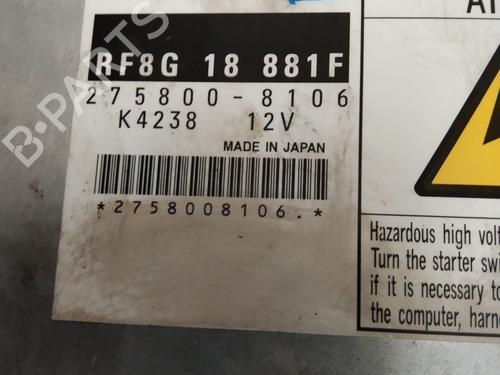 RF8G 18 881F
275800-8106
K4238 12V
MADE IN JAPAN
*2758008106.*
Hazardous high volt
Turn the starter swi
if it is necessary to
the computer, harne
B-PARTS